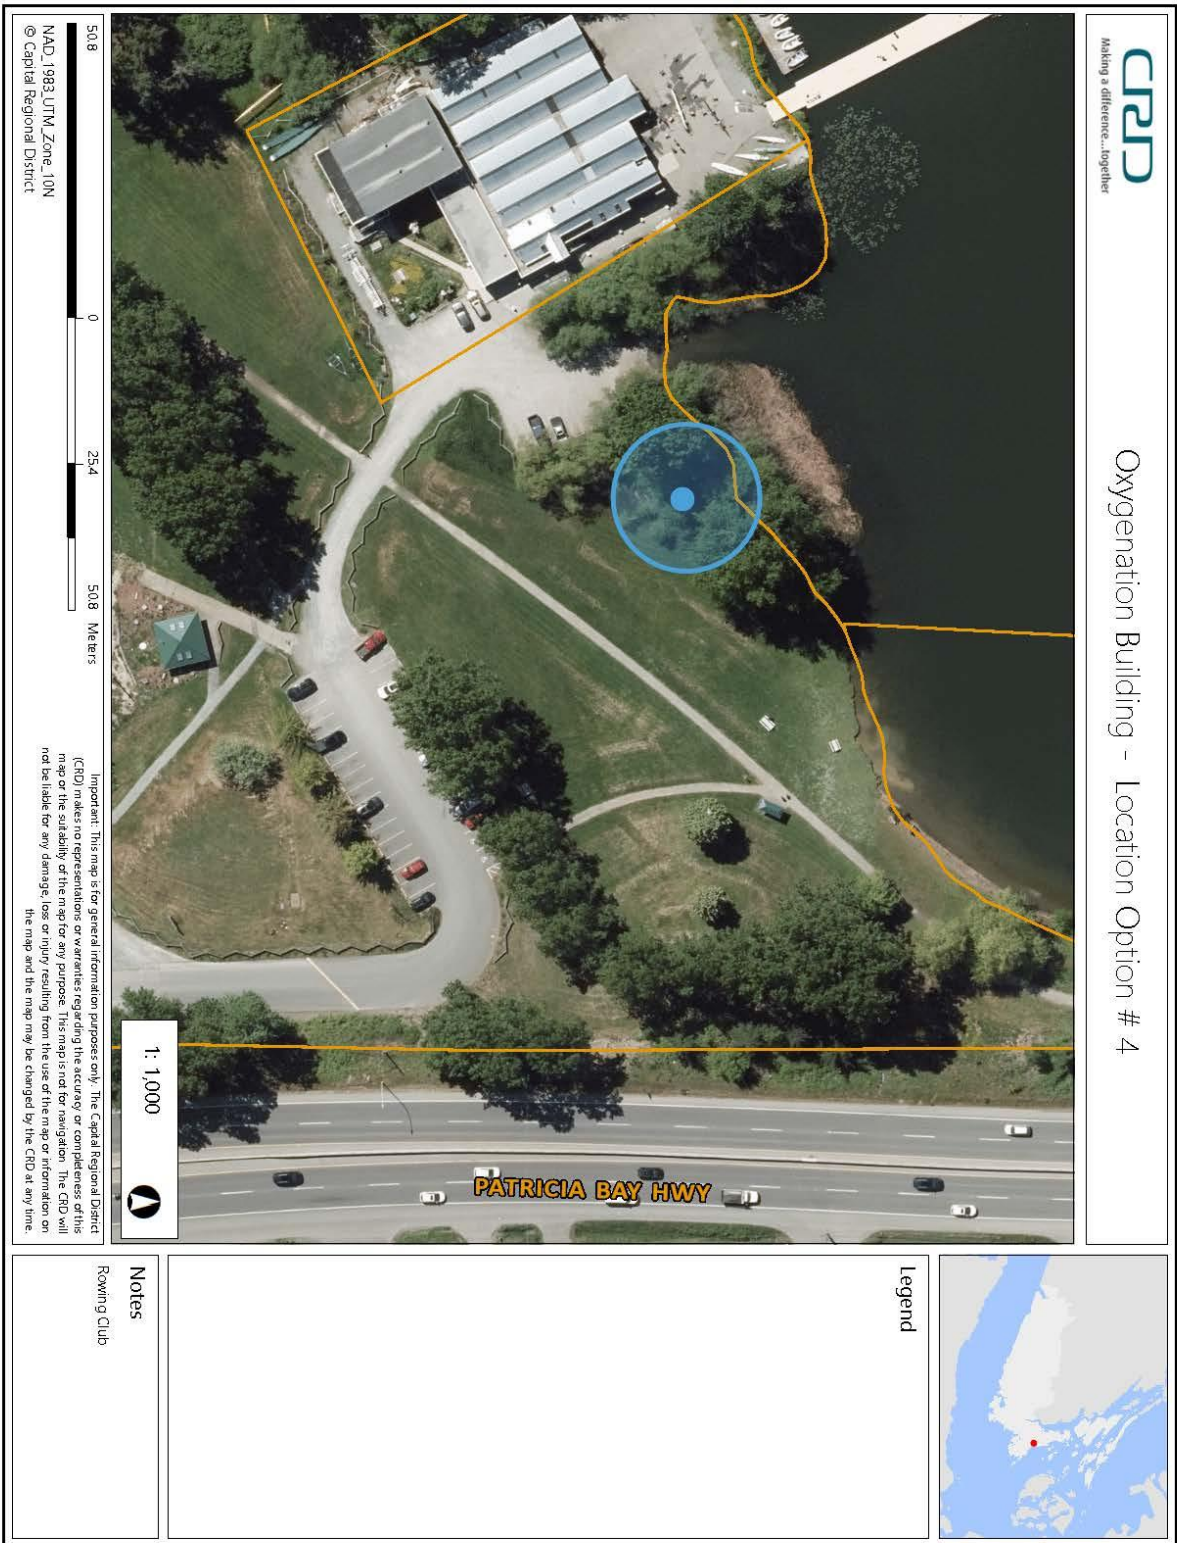 CRD
Making a difference...together
Oxygenation Building - Location Option # 4
PATRICIA BAY HWY
1: 1,000
Legend
Notes
Rowing Club
50.8
0
25.4
50.8 Meters
NAD_1983_UTM_Zone_10N
© Capital Regional District
Important: This map is for general information purposes only. The Capital Regional District
(CRD) makes no representations or warranties regarding the accuracy or completeness of this
map or the suitability of the map for any purpose. This map is not for navigation. The CRD will
not be liable for any damage, loss or injury resulting from the use of the map or information on
the map and the map may be changed by the CRD at any time.